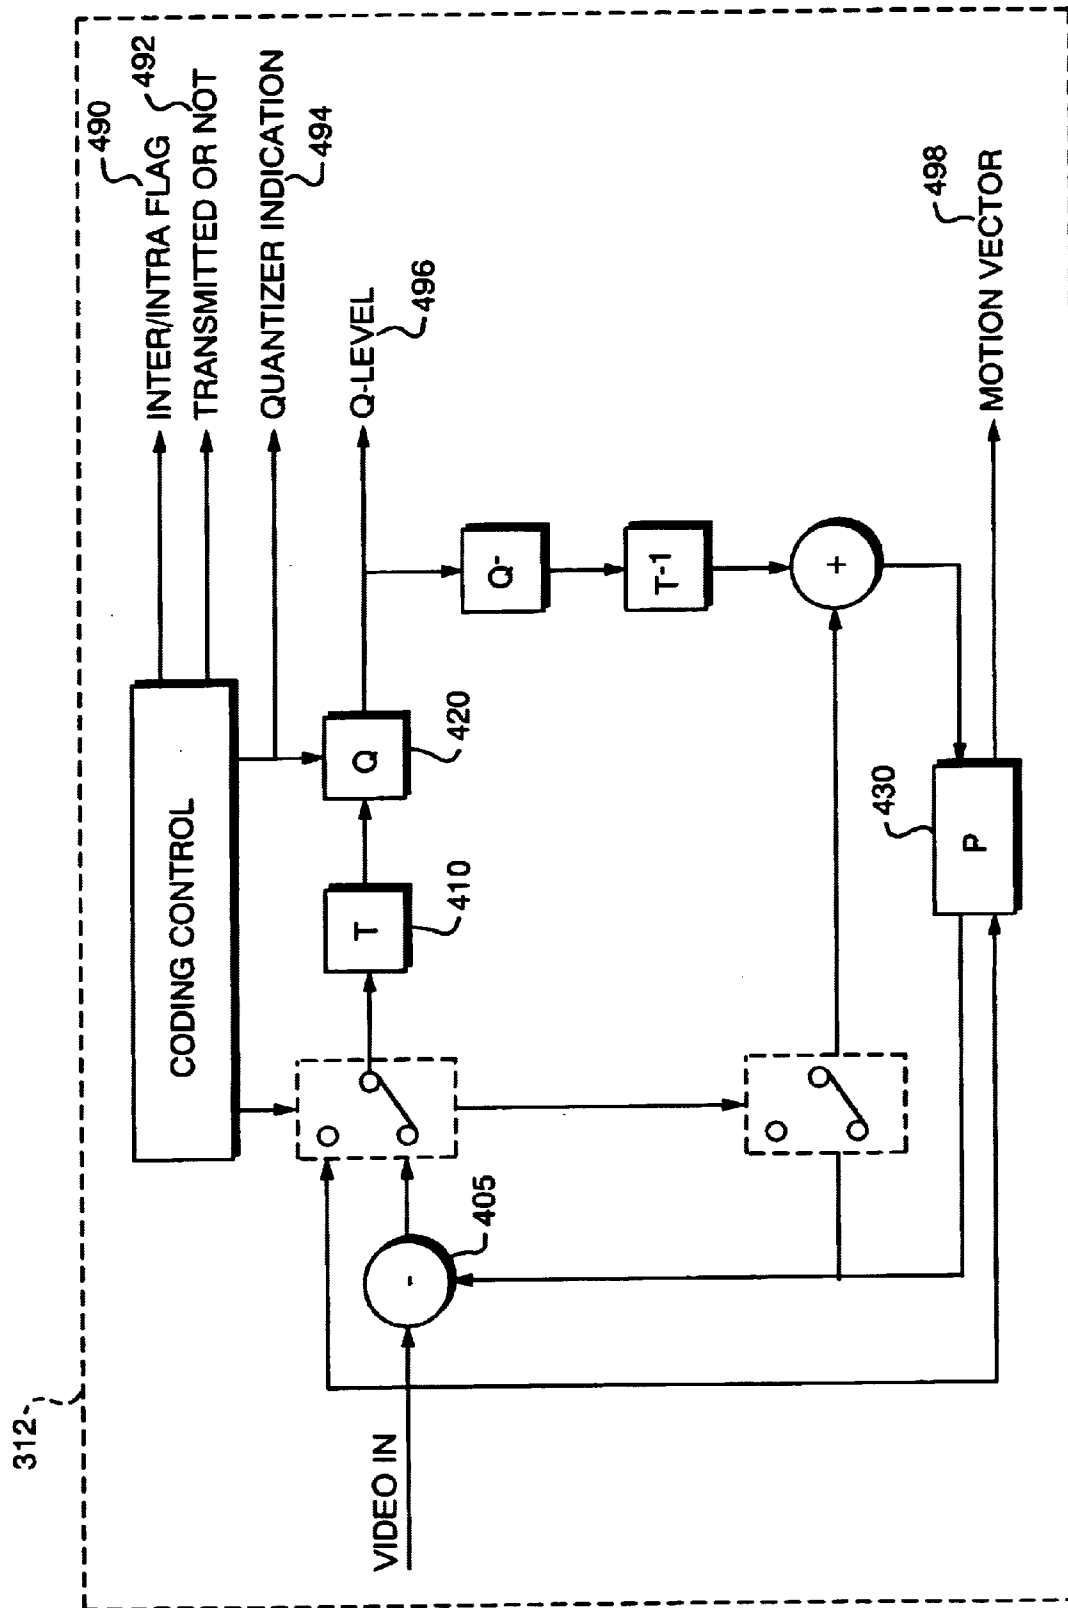 312
490
INTER/INTRA FLAG
492
TRANSMITTED OR NOT
QUANTIZER INDICATION
494
CODING CONTROL
Q-LEVEL
496
T
410
Q
420
VIDEO IN
-
405
Q-
T-1
+
P
430
MOTION VECTOR
498